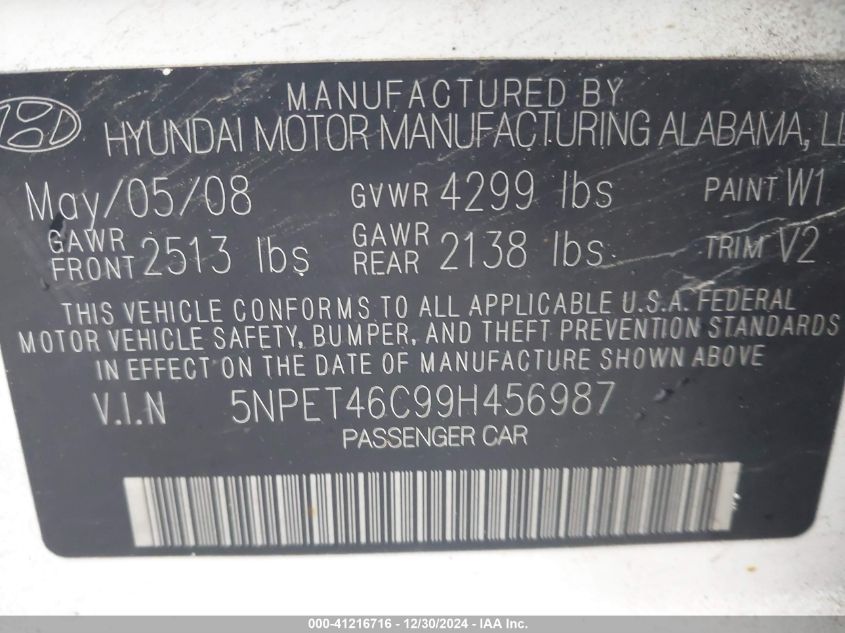 MANUFACTURED BY
HYUNDAI MOTOR MANUFACTURING ALABAMA,
May/05/08 GVWR 4299 lbs PAINT W1
GAWR FRONT 2513 lbs GAWR REAR 2138 lbs TRIM V2
THIS VEHICLE CONFORMS TO ALL APPLICABLE U.S.A. FEDERAL
MOTOR VEHICLE SAFETY, BUMPER, AND THEFT PREVENTION STANDARDS
IN EFFECT ON THE DATE OF MANUFACTURE SHOWN ABOVE
V.I.N 5NPET46C99H456987
PASSENGER CAR
000-41216716 - 12/30/2024 - IAA Inc.